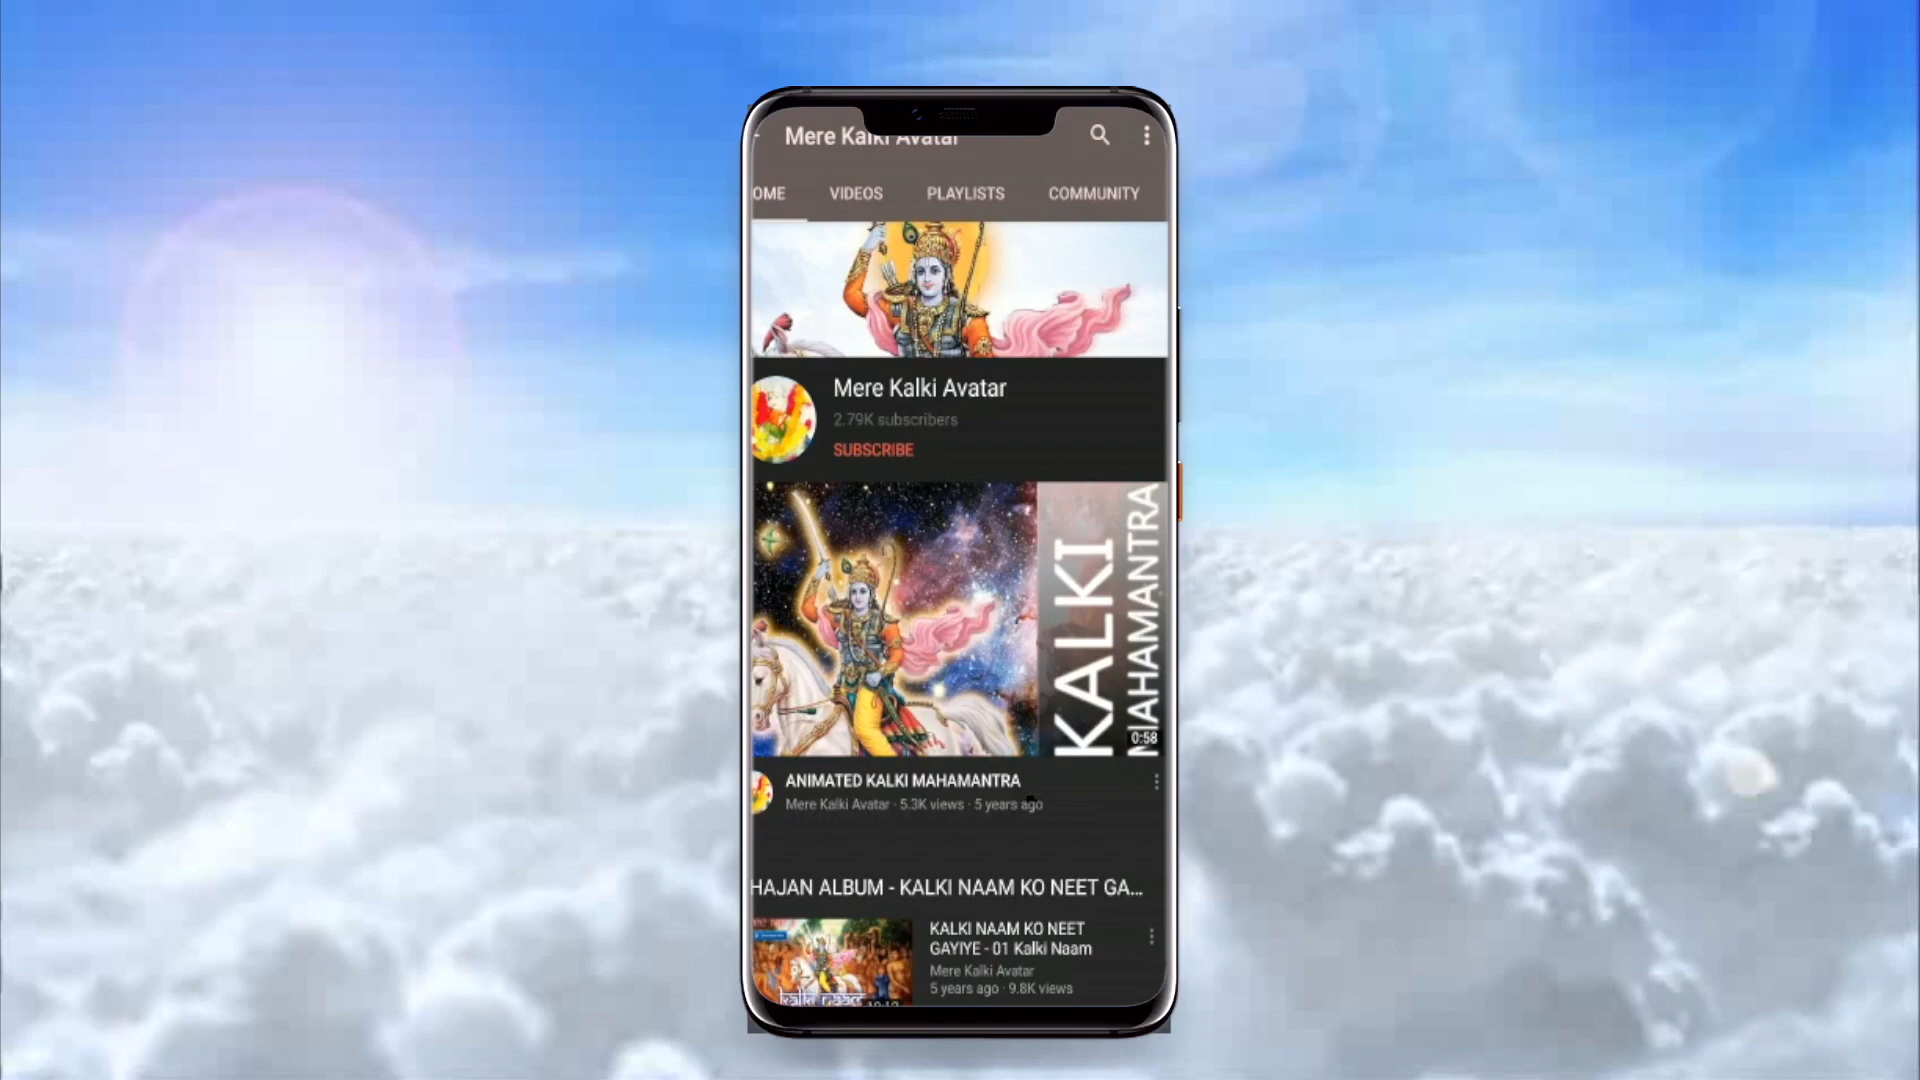 Mere Kalki Avatar
OME VIDEOS PLAYLISTS COMMUNITY
Mere Kalki Avatar
2.79K subscribers
SUBSCRIBE
KALKI
MAHAMANTRA
0:58
ANIMATED KALKI MAHAMANTRA
Mere Kalki Avatar · 5.3K views · 5 years ago
HAJAN ALBUM - KALKI NAAM KO NEET GA...
KALKI NAAM KO NEET
GAYIYE - 01 Kalki Naam
Mere Kalki Avatar
5 years ago · 9.8K views
kalki naam